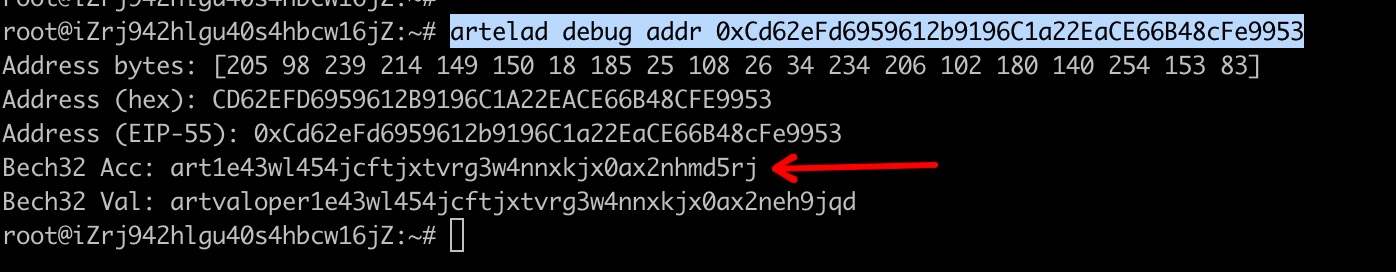 root@iZrj942hlgu40s4hbcw16jZ:~#
root@iZrj942hlgu40s4hbcw16jZ:~# artelad debug addr 0xCd62eFd6959612b9196C1a22EaCE66B48cFe9953
Address bytes: [205 98 239 214 149 150 18 185 25 108 26 34 234 206 102 180 140 254 153 83]
Address (hex): CD62EFD6959612B9196C1A22EACE66B48CFE9953
Address (EIP-55): 0xCd62eFd6959612b9196C1a22EaCE66B48cFe9953
Bech32 Acc: art1e43wl454jcftjxtvrg3w4nnxkjx0ax2nhmd5rj
Bech32 Val: artvaloper1e43wl454jcftjxtvrg3w4nnxkjx0ax2neh9jqd
root@iZrj942hlgu40s4hbcw16jZ:~#